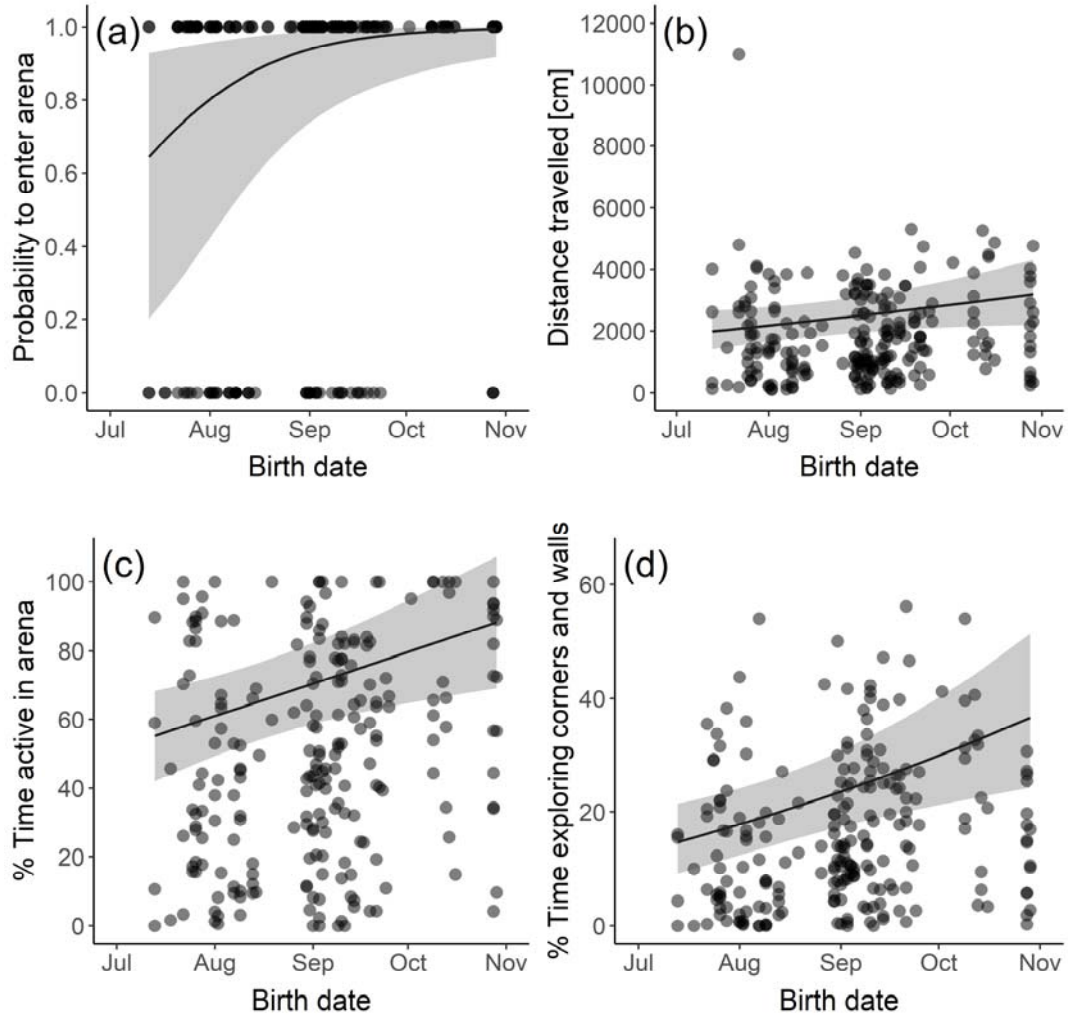 (a)
Probability to enter arena
1.0
0.8
0.6
0.4
0.2
0.0
Jul Aug Sep Oct Nov
Birth date
(b)
Distance travelled [cm]
12000
10000
8000
6000
4000
2000
0
Jul Aug Sep Oct Nov
Birth date
(c)
% Time active in arena
100
80
60
40
20
0
Jul Aug Sep Oct Nov
Birth date
(d)
% Time exploring corners and walls
60
40
20
0
Jul Aug Sep Oct Nov
Birth date